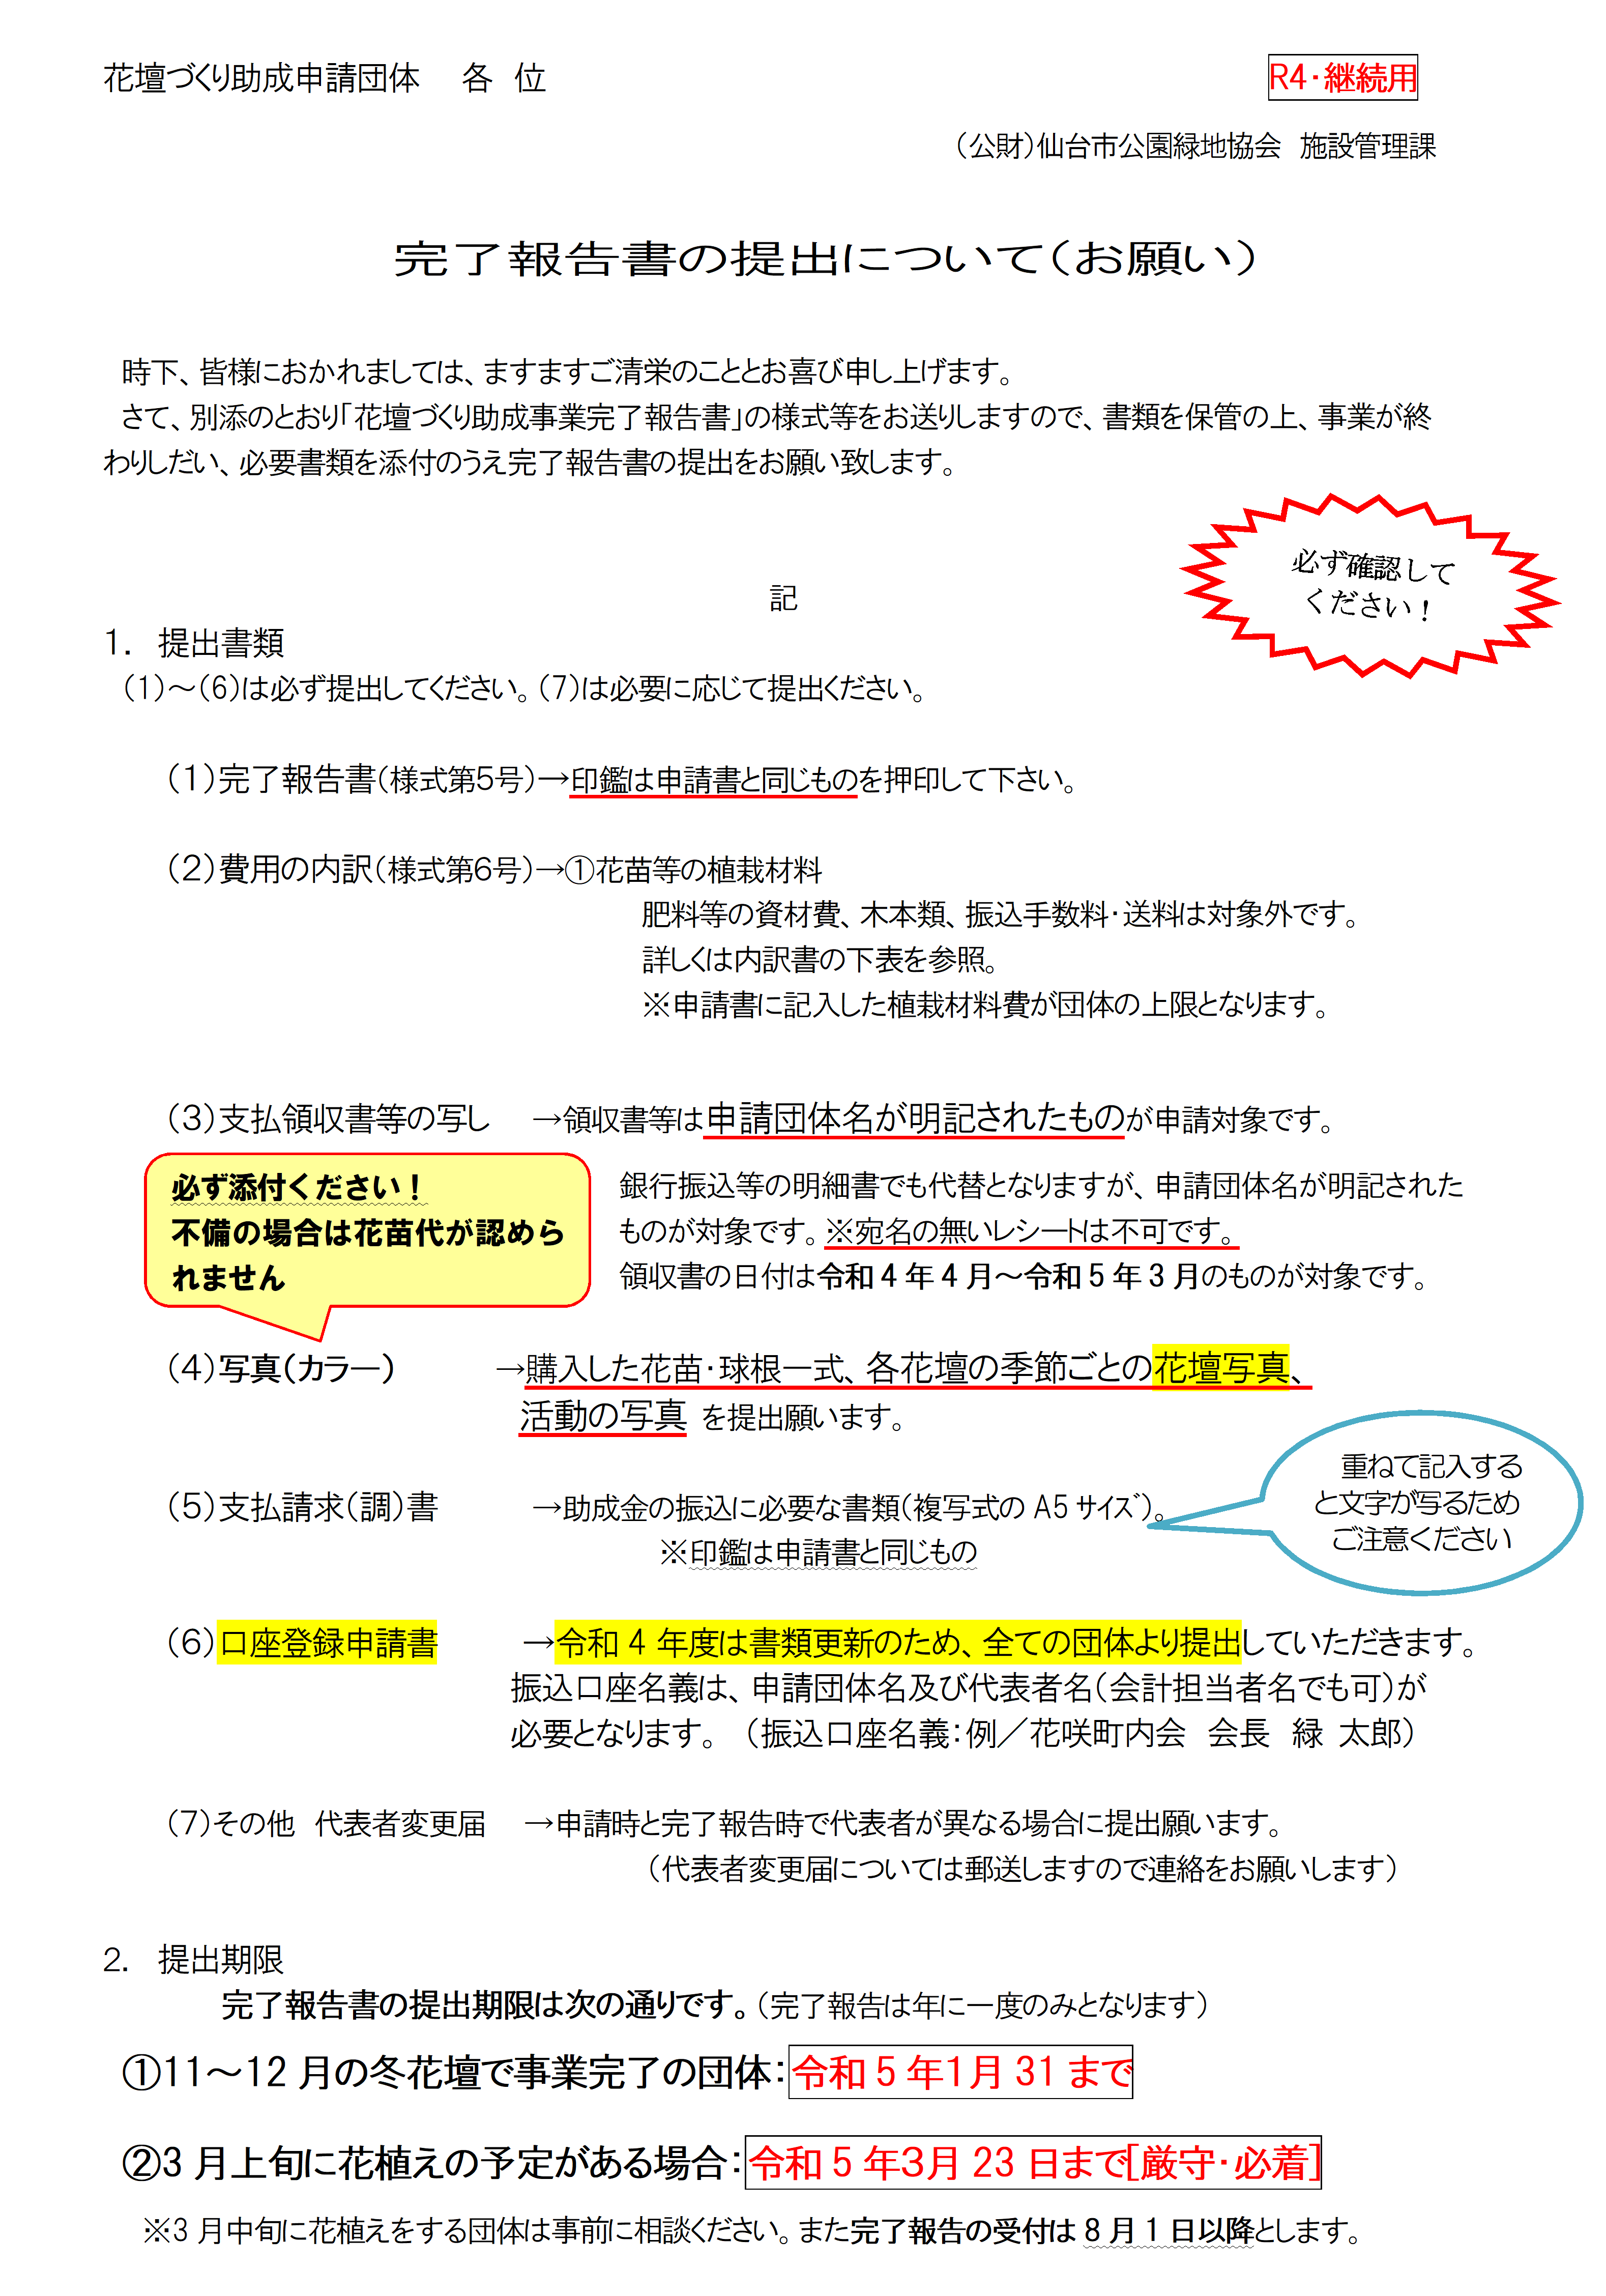 花壇づくり助成申請団体　各　位
R4・継続用
（公財）仙台市公園緑地協会　施設管理課
完了報告書の提出について（お願い）
時下、皆様におかれましては、ますますご清栄のこととお喜び申し上げます。
さて、別添のとおり「花壇づくり助成事業完了報告書」の様式等をお送りしますので、書類を保管の上、事業が終
わりしだい、必要書類を添付のうえ完了報告書の提出をお願い致します。
必ず確認して
ください！
記
1.　提出書類
（1）～（6）は必ず提出してください。（7）は必要に応じて提出ください。
（1）完了報告書（様式第5号）→印鑑は申請書と同じものを押印して下さい。
（2）費用の内訳（様式第6号）→①花苗等の植栽材料
肥料等の資材費、木本類、振込手数料・送料は対象外です。
詳しくは内訳書の下表を参照。
※申請書に記入した植栽材料費が団体の上限となります。
（3）支払領収書等の写し　→領収書等は申請団体名が明記されたものが申請対象です。
銀行振込等の明細書でも代替となりますが、申請団体名が明記された
ものが対象です。※宛名の無いレシートは不可です。
領収書の日付は令和4年4月～令和5年3月のものが対象です。
必ず添付ください！
不備の場合は花苗代が認めら
れません
（4）写真（カラー）　→購入した花苗・球根一式、各花壇の季節ごとの花壇写真、
活動の写真 を提出願います。
（5）支払請求（調）書　→助成金の振込に必要な書類（複写式のA5ｻｲｽﾞ）。
※印鑑は申請書と同じもの
重ねて記入する
と文字が写るため
ご注意ください
（6）口座登録申請書　→令和4年度は書類更新のため、全ての団体より提出していただきます。
振込口座名義は、申請団体名及び代表者名（会計担当者名でも可）が
必要となります。（振込口座名義：例／花咲町内会　会長　緑 太郎）
（7）その他　代表者変更届　→申請時と完了報告時で代表者が異なる場合に提出願います。
（代表者変更届については郵送しますので連絡をお願いします）
2.　提出期限
完了報告書の提出期限は次の通りです。（完了報告は年に一度のみとなります）
①11～12月の冬花壇で事業完了の団体：令和5年1月31まで
②3月上旬に花植えの予定がある場合：令和5年3月23日まで［厳守・必着］
※3月中旬に花植えをする団体は事前に相談ください。また完了報告の受付は8月1日以降とします。